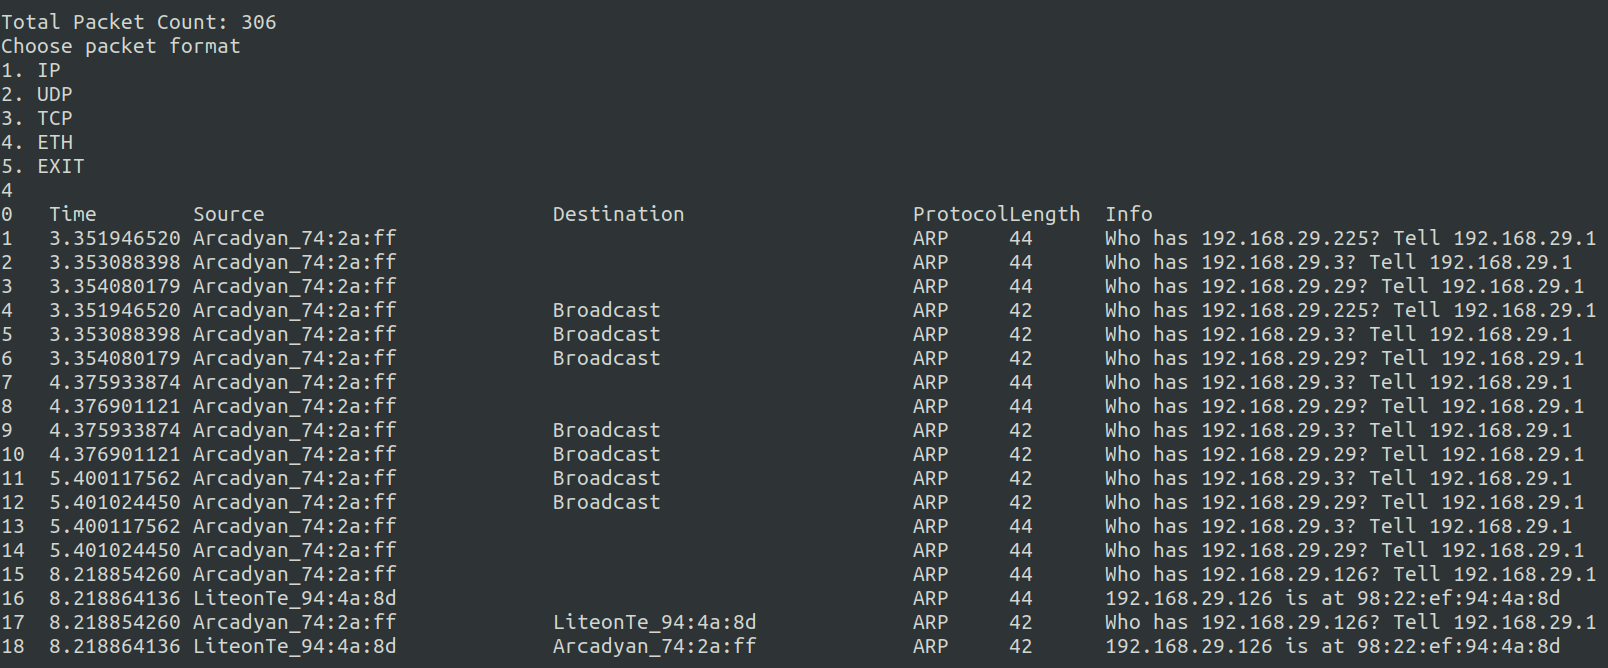 Total Packet Count: 306
Choose packet format
1. IP
2. UDP
3. TCP
4. ETH
5. EXIT
4
0   Time        Source                        Destination                   ProtocolLength  Info
1   3.351946520 Arcadyan_74:2a:ff                                           ARP     44      Who has 192.168.29.225? Tell 192.168.29.1
2   3.353088398 Arcadyan_74:2a:ff                                           ARP     44      Who has 192.168.29.3? Tell 192.168.29.1
3   3.354080179 Arcadyan_74:2a:ff                                           ARP     44      Who has 192.168.29.29? Tell 192.168.29.1
4   3.351946520 Arcadyan_74:2a:ff             Broadcast                     ARP     42      Who has 192.168.29.225? Tell 192.168.29.1
5   3.353088398 Arcadyan_74:2a:ff             Broadcast                     ARP     42      Who has 192.168.29.3? Tell 192.168.29.1
6   3.354080179 Arcadyan_74:2a:ff             Broadcast                     ARP     42      Who has 192.168.29.29? Tell 192.168.29.1
7   4.375933874 Arcadyan_74:2a:ff                                           ARP     44      Who has 192.168.29.3? Tell 192.168.29.1
8   4.376901121 Arcadyan_74:2a:ff                                           ARP     44      Who has 192.168.29.29? Tell 192.168.29.1
9   4.375933874 Arcadyan_74:2a:ff             Broadcast                     ARP     42      Who has 192.168.29.3? Tell 192.168.29.1
10  4.376901121 Arcadyan_74:2a:ff             Broadcast                     ARP     42      Who has 192.168.29.29? Tell 192.168.29.1
11  5.400117562 Arcadyan_74:2a:ff             Broadcast                     ARP     42      Who has 192.168.29.3? Tell 192.168.29.1
12  5.401024450 Arcadyan_74:2a:ff             Broadcast                     ARP     42      Who has 192.168.29.29? Tell 192.168.29.1
13  5.400117562 Arcadyan_74:2a:ff                                           ARP     44      Who has 192.168.29.3? Tell 192.168.29.1
14  5.401024450 Arcadyan_74:2a:ff                                           ARP     44      Who has 192.168.29.29? Tell 192.168.29.1
15  8.218854260 Arcadyan_74:2a:ff                                           ARP     44      Who has 192.168.29.126? Tell 192.168.29.1
16  8.218864136 LiteonTe_94:4a:8d                                           ARP     44      192.168.29.126 is at 98:22:ef:94:4a:8d
17  8.218854260 Arcadyan_74:2a:ff             LiteonTe_94:4a:8d             ARP     42      Who has 192.168.29.126? Tell 192.168.29.1
18  8.218864136 LiteonTe_94:4a:8d             Arcadyan_74:2a:ff             ARP     42      192.168.29.126 is at 98:22:ef:94:4a:8d